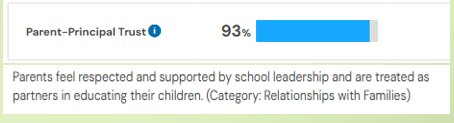 Parent-Principal Trust i 93%
Parents feel respected and supported by school leadership and are treated as
partners in educating their children. (Category: Relationships with Families)